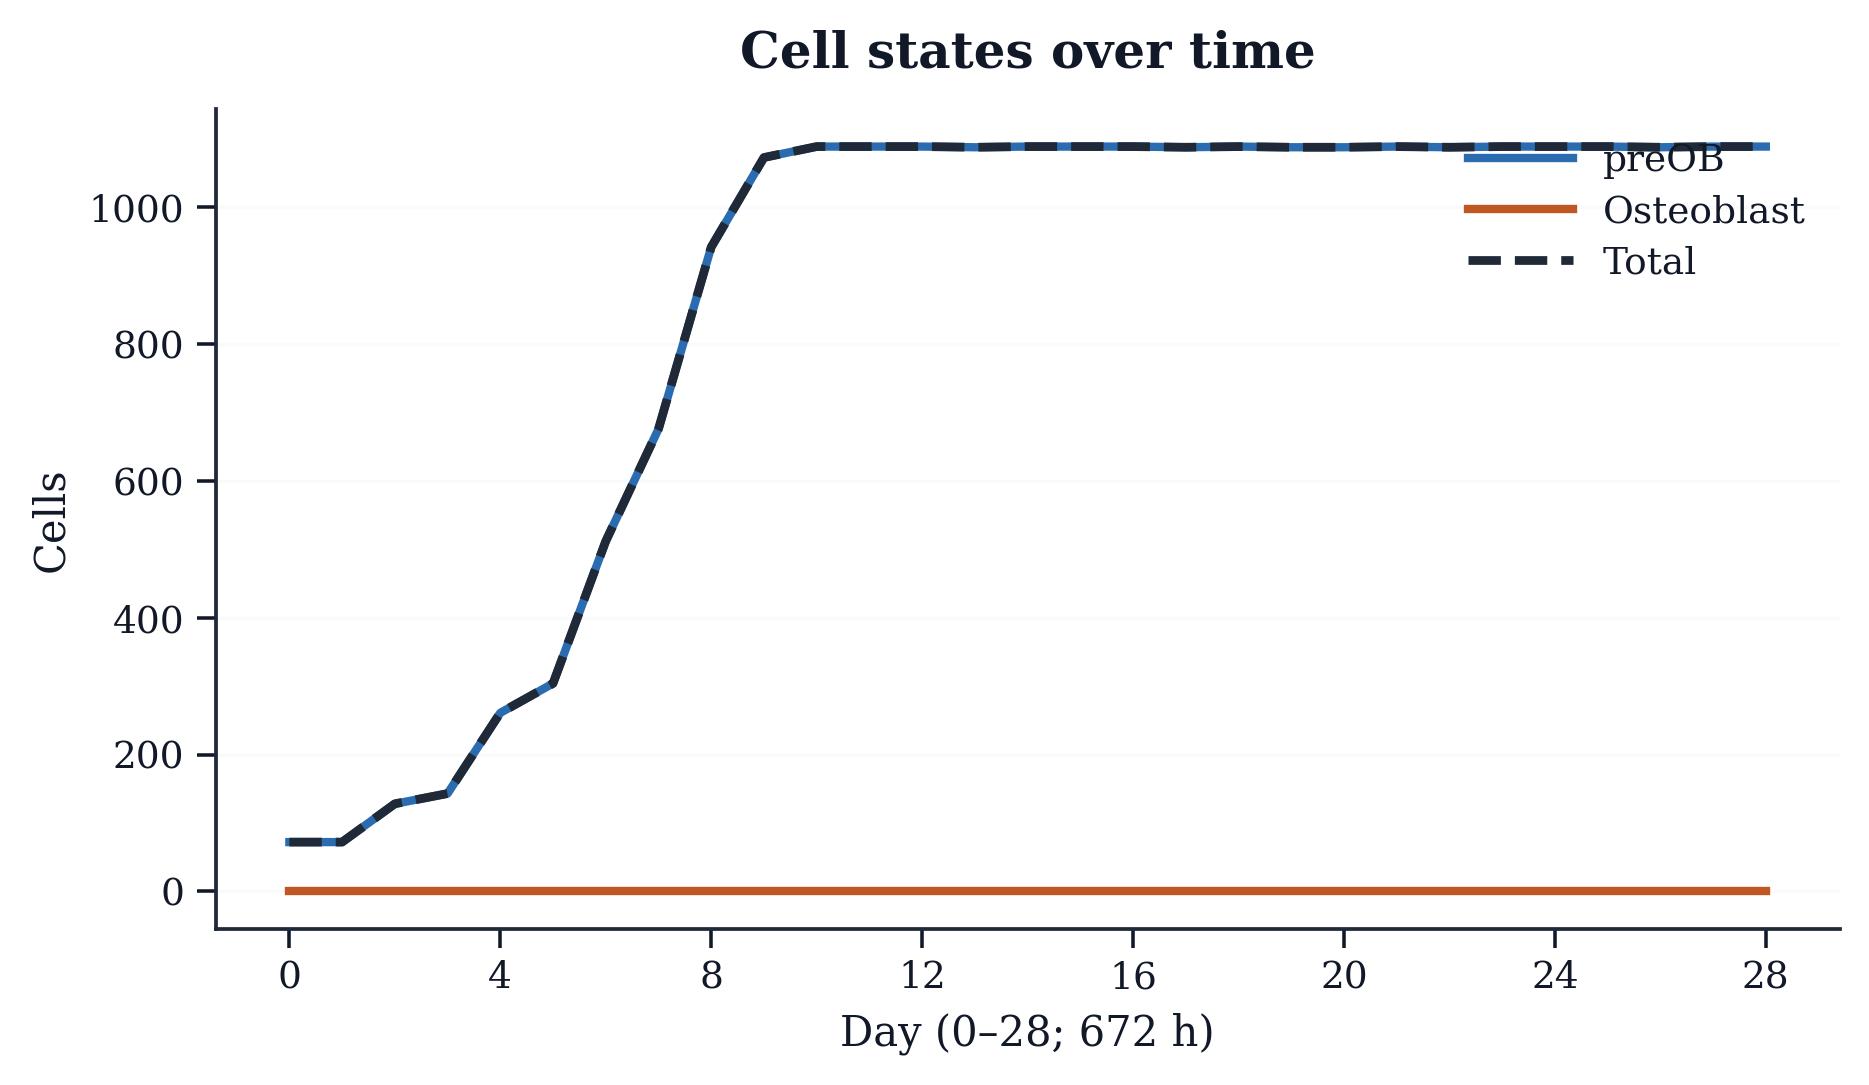 Cell states over time
preOB
Osteoblast
Total
1000
800
600
400
200
0
Cells
0 4 8 12 16 20 24 28
Day (0–28; 672 h)